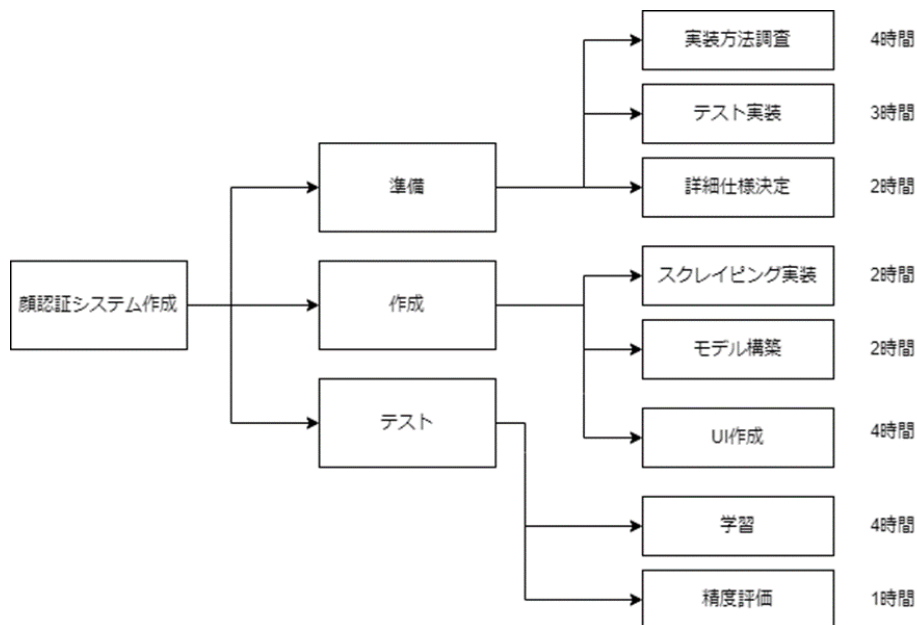 実装方法調査 4時間
テスト実装 3時間
準備
詳細仕様決定 2時間
顔認証システム作成
作成
スクレイピング実装 2時間
モデル構築 2時間
テスト
UI作成 4時間
学習 4時間
精度評価 1時間